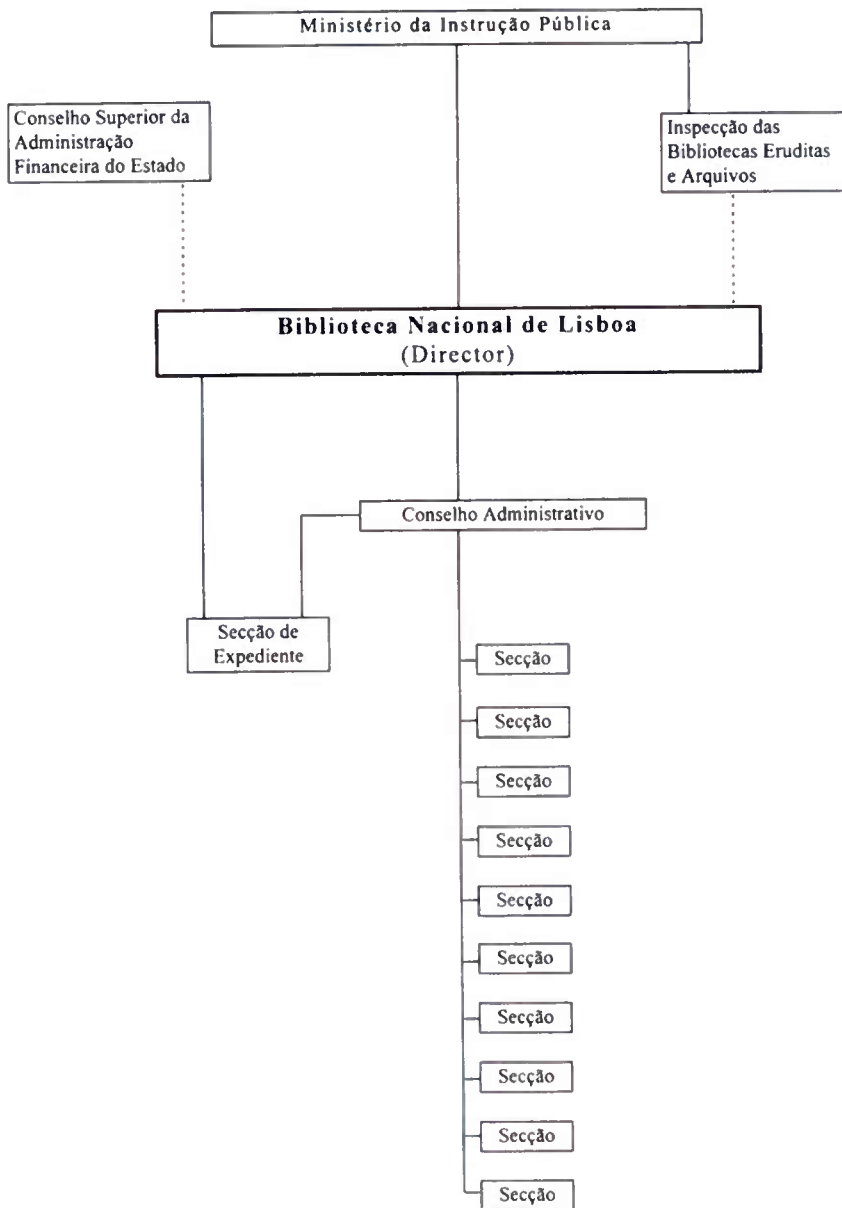 Ministério da Instrução Pública
Conselho Superior da
Administração
Financeira do Estado
Inspecção das
Bibliotecas Eruditas
e Arquivos
Biblioteca Nacional de Lisboa
(Director)
Conselho Administrativo
Secção de
Expediente
Secção
Secção
Secção
Secção
Secção
Secção
Secção
Secção
Secção
Secção